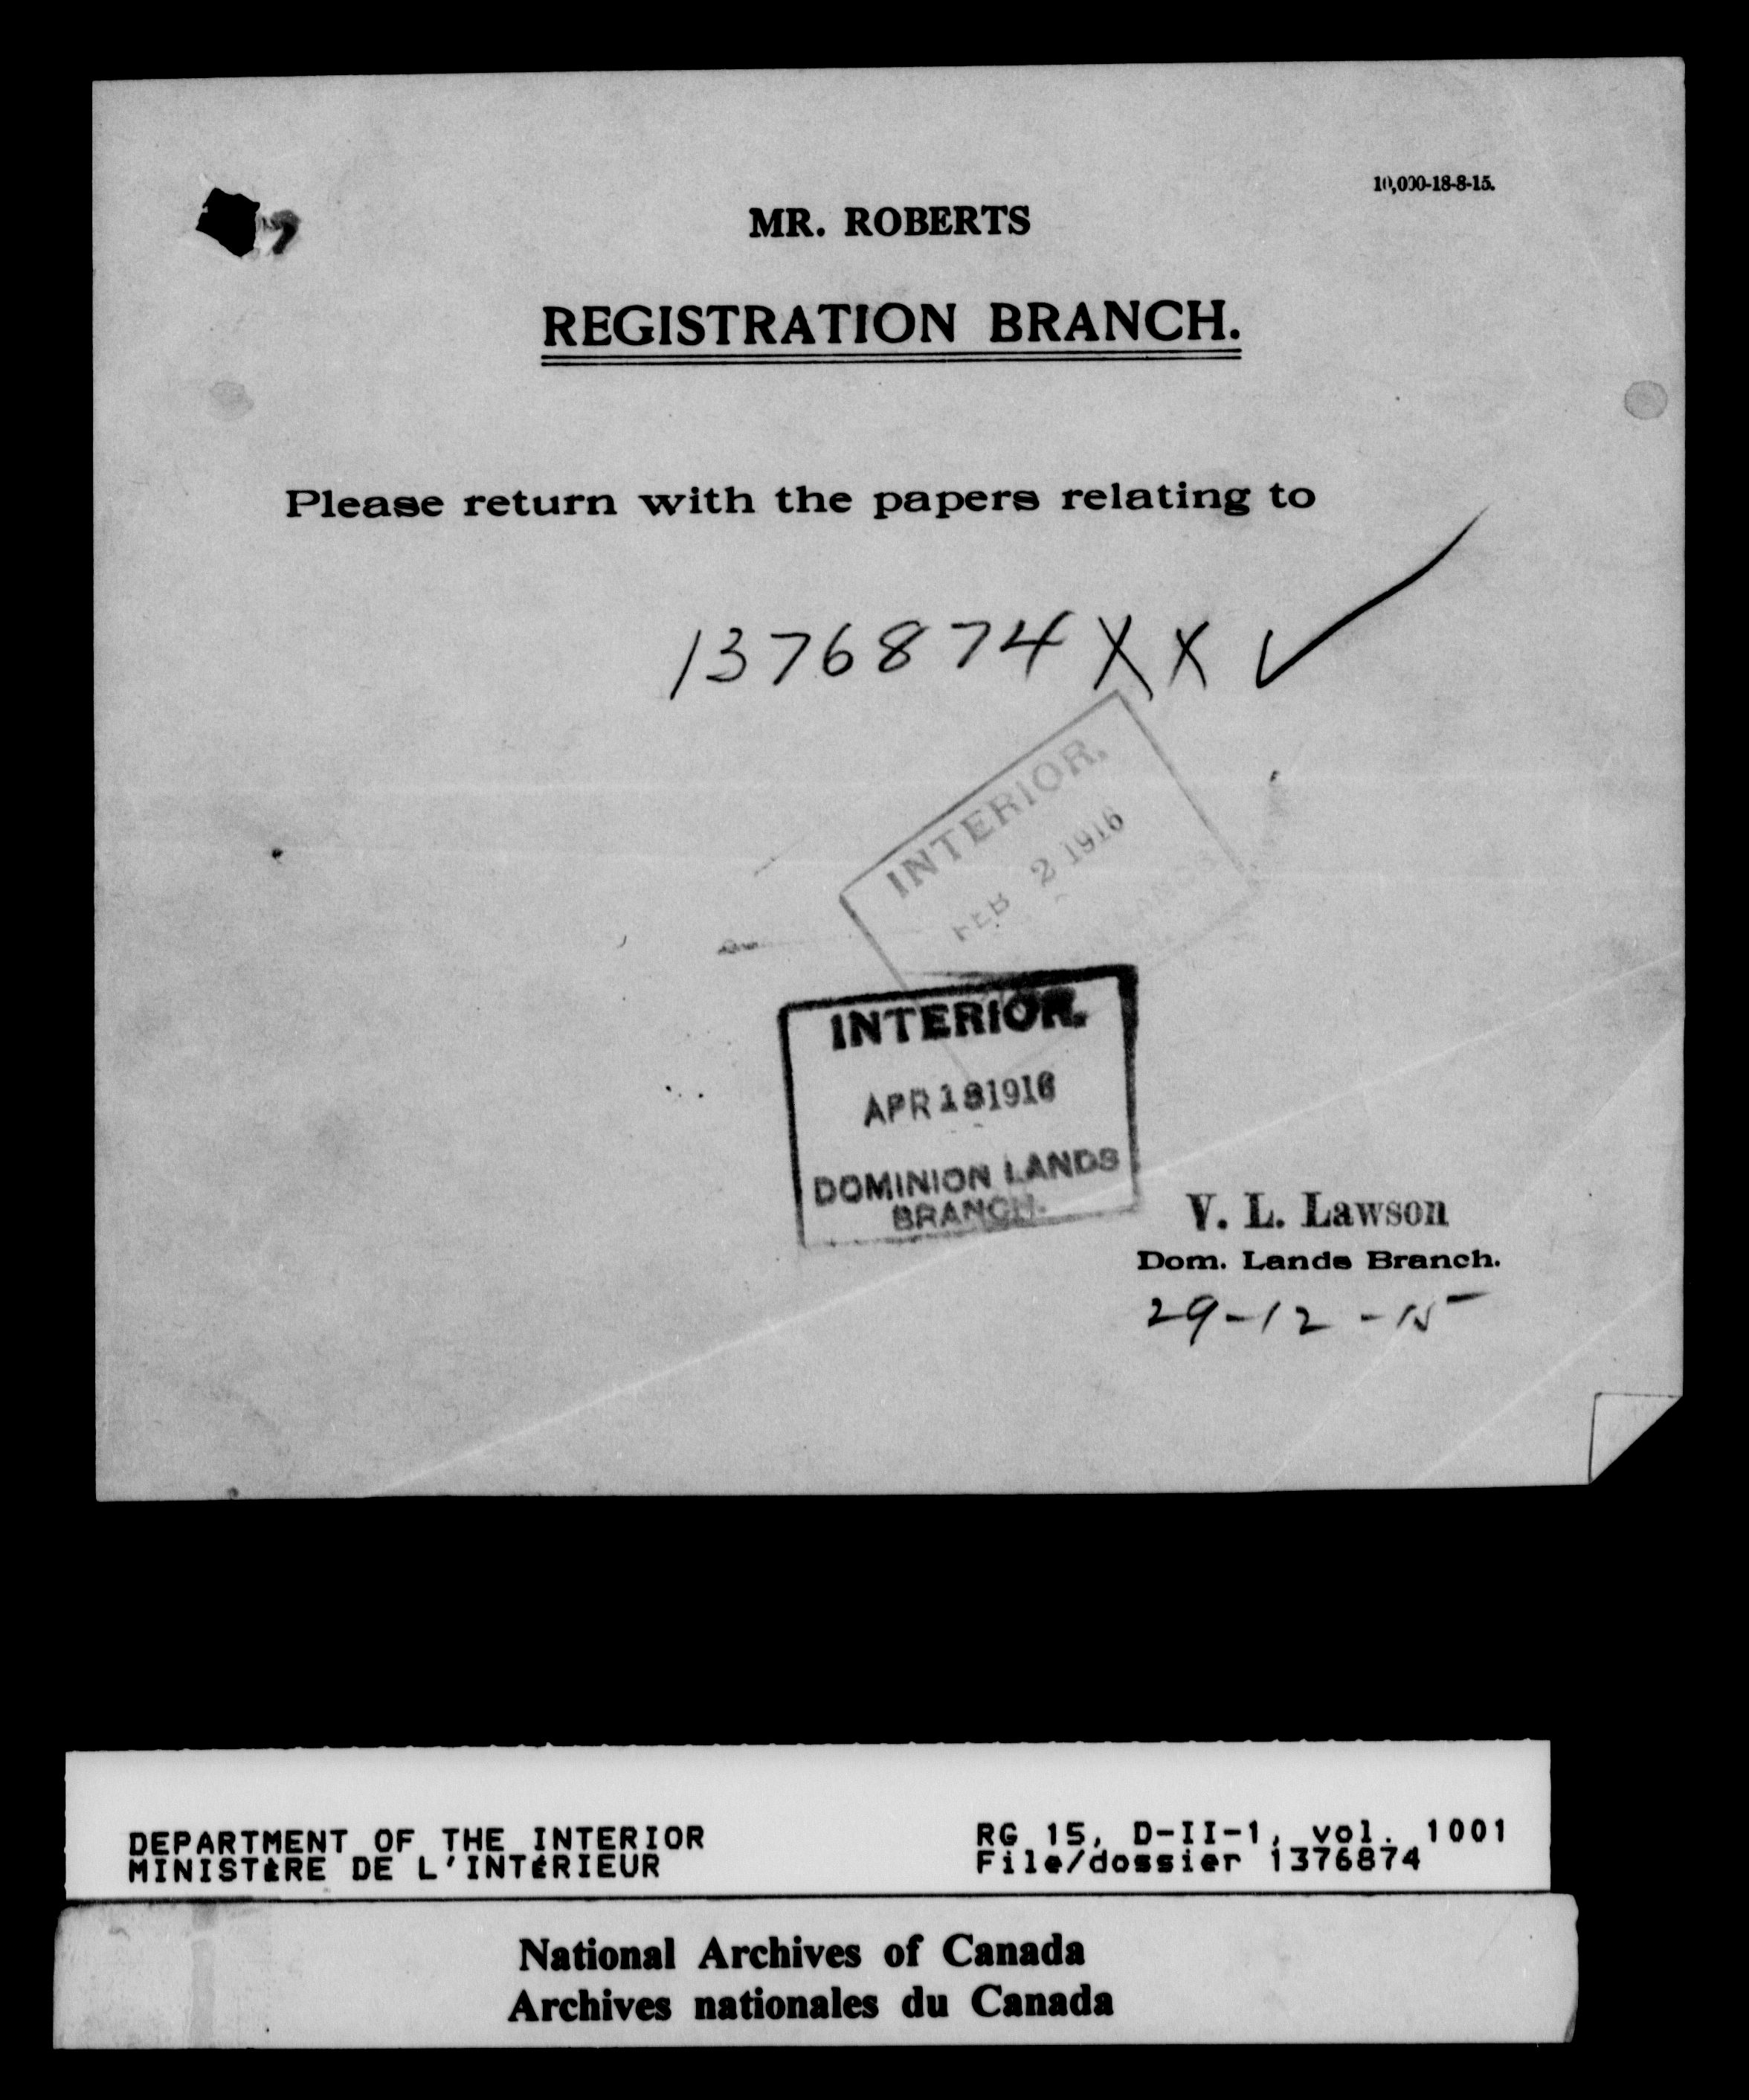 10,000-18-8-15.
MR. ROBERTS
REGISTRATION BRANCH.
Please return with the papers relating to
1376874 X X ✓
INTERIOR.
FEB 2 1916
LANDS
INTERIOR.
APR 18 1916
DOMINION LANDS
BRANCH.
V. L. Lawson
Dom. Lands Branch.
29-12-15
DEPARTMENT OF THE INTERIOR
MINISTÈRE DE L'INTÉRIEUR
RG 15, D-II-1, vol. 1001
File/dossier 1376874
National Archives of Canada
Archives nationales du Canada